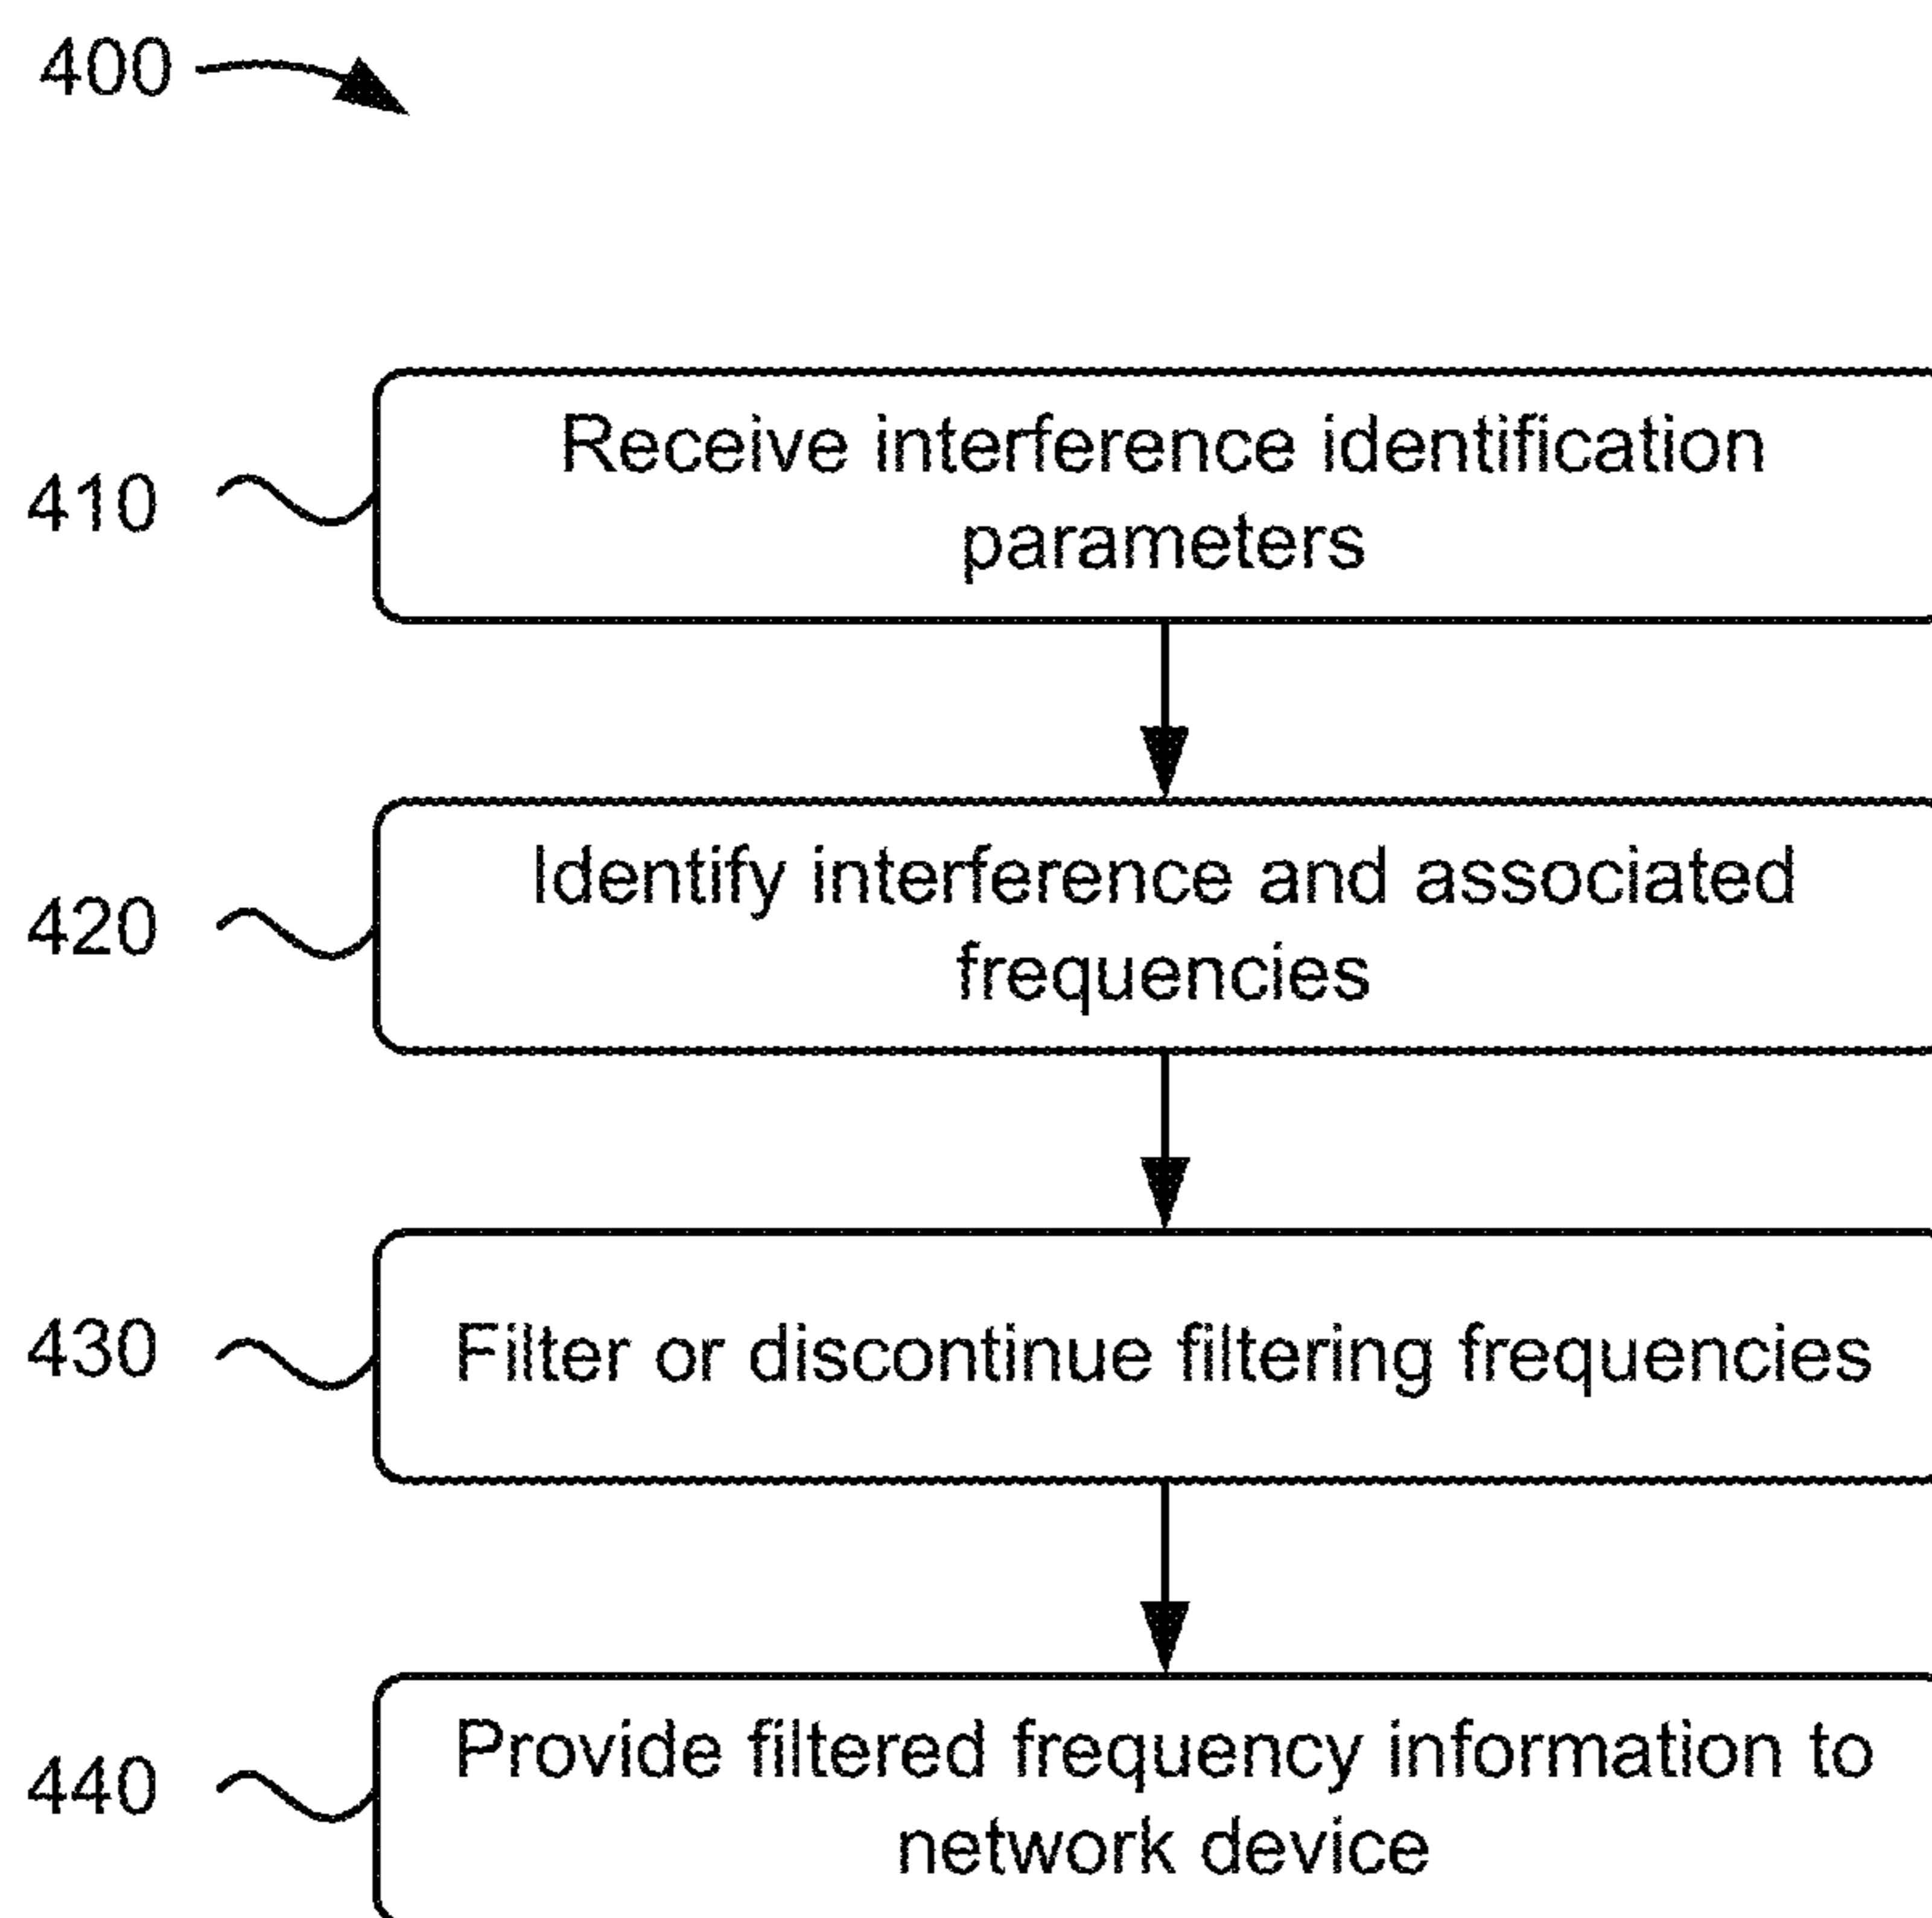 400
410
Receive interference identification
parameters
420
Identify interference and associated
frequencies
430
Filter or discontinue filtering frequencies
440
Provide filtered frequency information to
network device